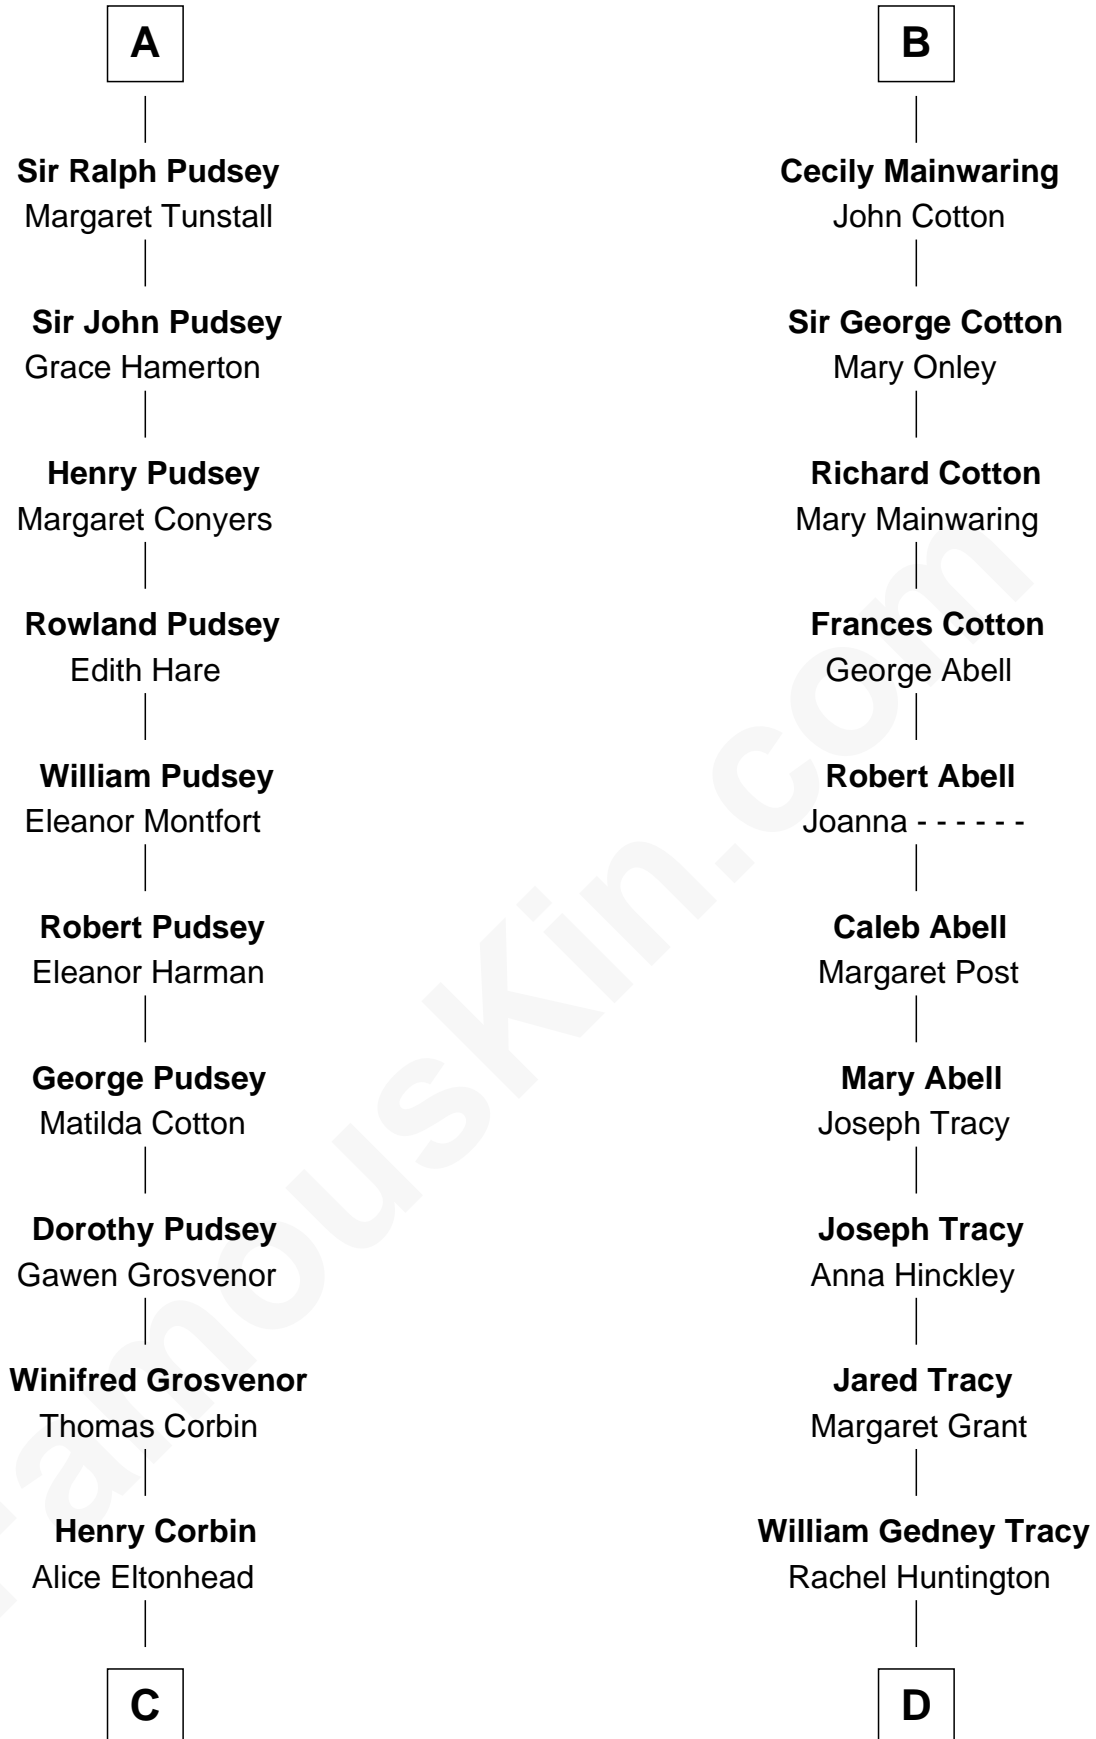 A
Sir Ralph Pudsey
Margaret Tunstall
Sir John Pudsey
Grace Hamerton
Henry Pudsey
Margaret Conyers
Rowland Pudsey
Edith Hare
William Pudsey
Eleanor Montfort
Robert Pudsey
Eleanor Harman
George Pudsey
Matilda Cotton
Dorothy Pudsey
Gawen Grosvenor
Winifred Grosvenor
Thomas Corbin
Henry Corbin
Alice Eltonhead
C
B
Cecily Mainwaring
John Cotton
Sir George Cotton
Mary Onley
Richard Cotton
Mary Mainwaring
Frances Cotton
George Abell
Robert Abell
Joanna - - - - - -
Caleb Abell
Margaret Post
Mary Abell
Joseph Tracy
Joseph Tracy
Anna Hinckley
Jared Tracy
Margaret Grant
William Gedney Tracy
Rachel Huntington
D
FamousKin.com